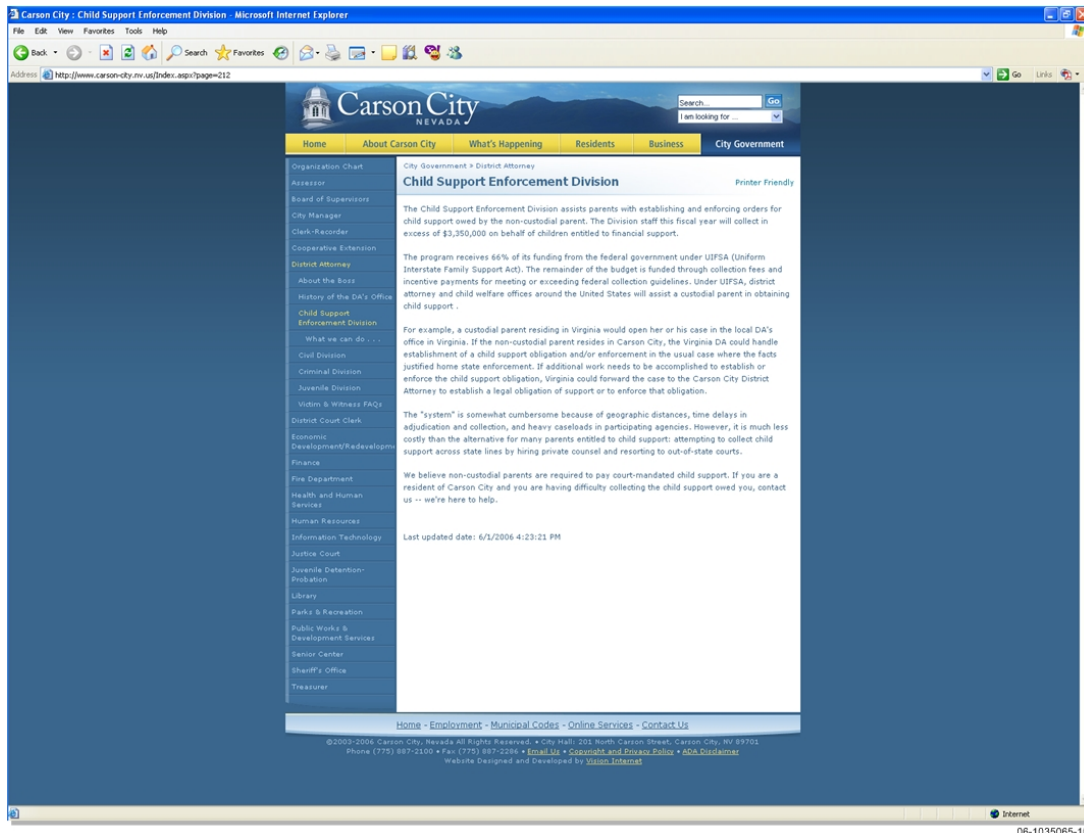 Carson City : Child Support Enforcement Division - Microsoft Internet Explorer
File Edit View Favorites Tools Help
Back Search Favorites
Address http://www.carson-city.nv.us/Index.aspx?page=212 Go Links
Carson City
NEVADA
Search... Go
I am looking for ...
Home About Carson City What's Happening Residents Business City Government
Organization Chart
Assessor
Board of Supervisors
City Manager
Clerk-Recorder
Cooperative Extension
District Attorney
About the Boss
History of the DA's Office
Child Support
Enforcement Division
What we can do . . .
Civil Division
Criminal Division
Juvenile Division
Victim & Witness FAQs
District Court Clerk
Economic
Development/Redevelopme
Finance
Fire Department
Health and Human
Services
Human Resources
Information Technology
Justice Court
Juvenile Detention-
Probation
Library
Parks & Recreation
Public Works &
Development Services
Senior Center
Sheriff's Office
Treasurer
City Government > District Attorney
Child Support Enforcement Division
Printer Friendly
The Child Support Enforcement Division assists parents with establishing and enforcing orders for
child support owed by the non-custodial parent. The Division staff this fiscal year will collect in
excess of $3,350,000 on behalf of children entitled to financial support.
The program receives 66% of its funding from the federal government under UIFSA (Uniform
Interstate Family Support Act). The remainder of the budget is funded through collection fees and
incentive payments for meeting or exceeding federal collection guidelines. Under UIFSA, district
attorney and child welfare offices around the United States will assist a custodial parent in obtaining
child support .
For example, a custodial parent residing in Virginia would open her or his case in the local DA's
office in Virginia. If the non-custodial parent resides in Carson City, the Virginia DA could handle
establishment of a child support obligation and/or enforcement in the usual case where the facts
justified home state enforcement. If additional work needs to be accomplished to establish or
enforce the child support obligation, Virginia could forward the case to the Carson City District
Attorney to establish a legal obligation of support or to enforce that obligation.
The "system" is somewhat cumbersome because of geographic distances, time delays in
adjudication and collection, and heavy caseloads in participating agencies. However, it is much less
costly than the alternative for many parents entitled to child support: attempting to collect child
support across state lines by hiring private counsel and resorting to out-of-state courts.
We believe non-custodial parents are required to pay court-mandated child support. If you are a
resident of Carson City and you are having difficulty collecting the child support owed you, contact
us -- we're here to help.
Last updated date: 6/1/2006 4:23:21 PM
Home - Employment - Municipal Codes - Online Services - Contact Us
©2003-2006 Carson City, Nevada All Rights Reserved. • City Hall: 201 North Carson Street, Carson City, NV 89701
Phone (775) 887-2100 • Fax (775) 887-2286 • Email Us • Copyright and Privacy Policy • ADA Disclaimer
Website Designed and Developed by Vision Internet
Internet